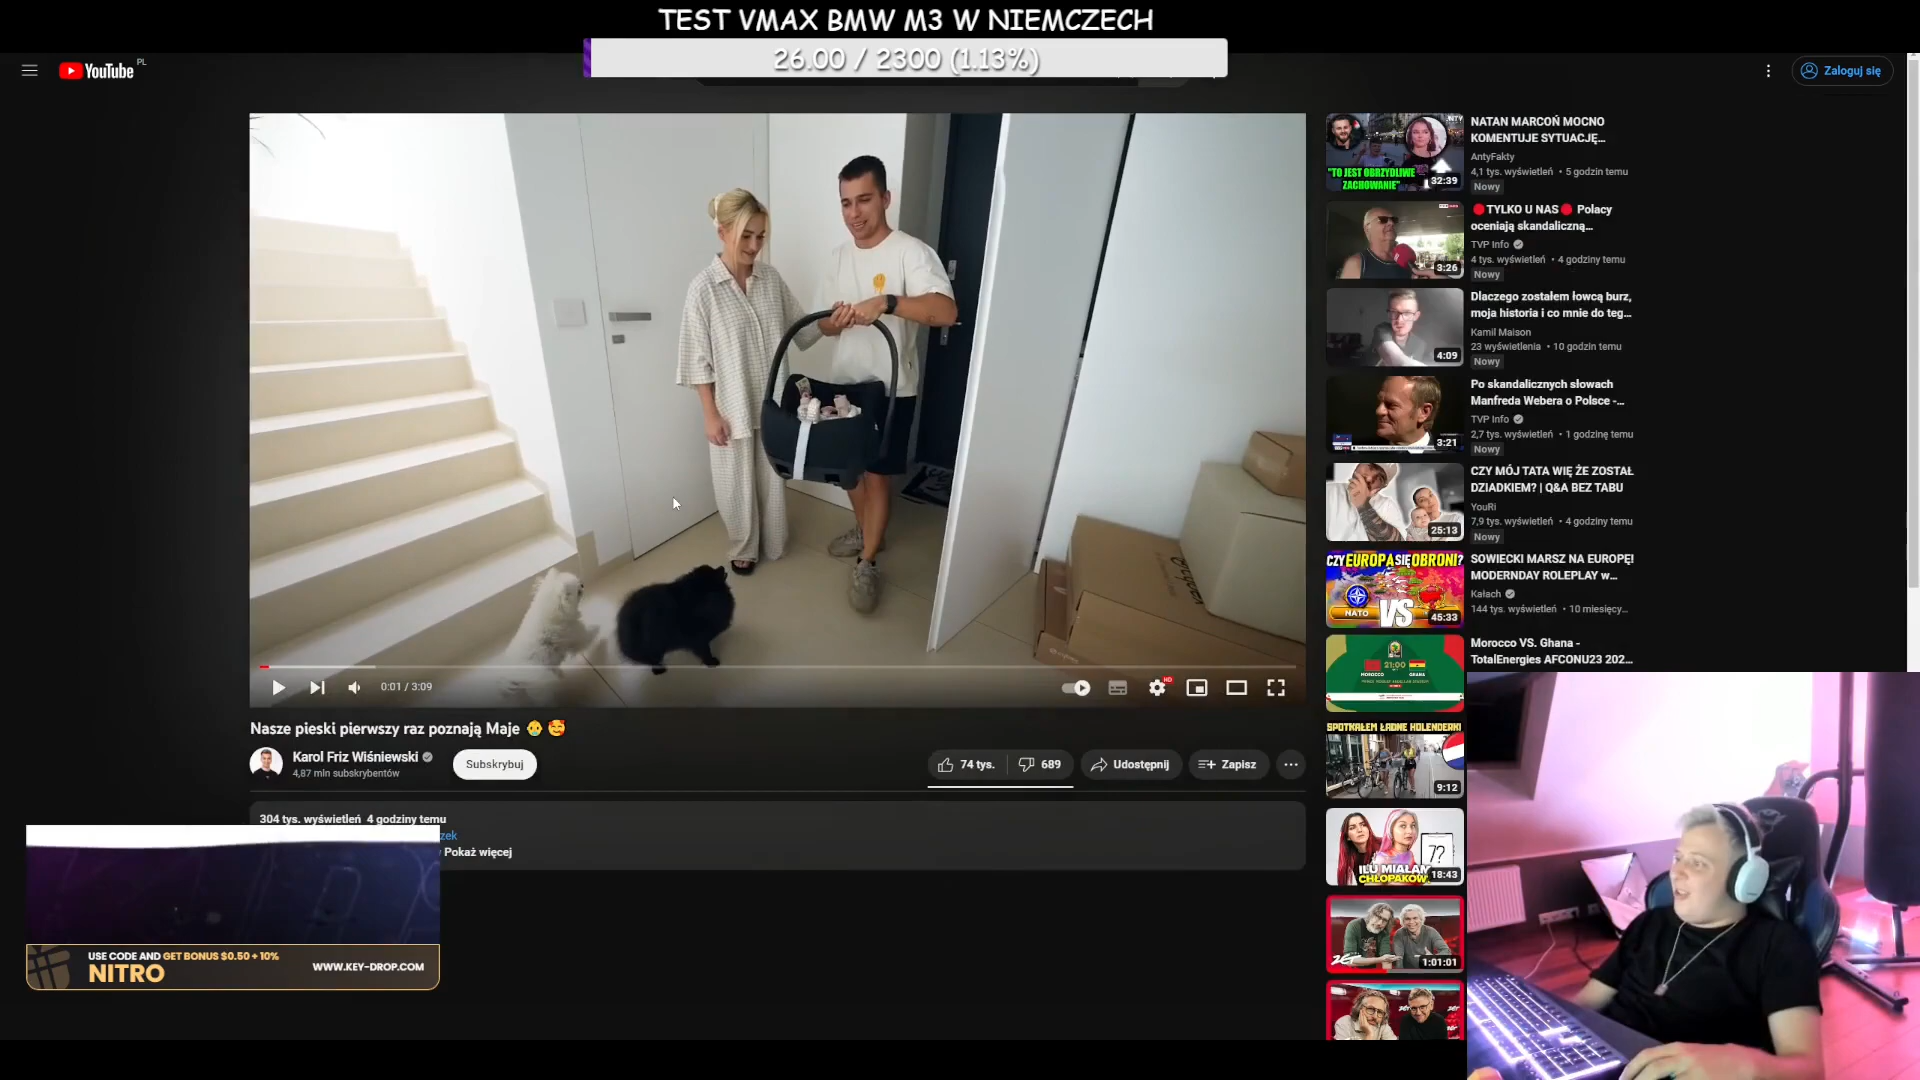 TEST VMAX BMW M3 W NIEMCZECH
26.00 / 2300 (1.13%)
YouTube PL
Zaloguj się
0:01 / 3:09
HD
Nasze pieski pierwszy raz poznają Maje
Karol Friz Wiśniewski
4,87 mln subskrybentów
Subskrybuj
74 tys.
689
Udostępnij
Zapisz
304 tys. wyświetleń 4 godziny temu
zek
Pokaż więcej
USE CODE AND GET BONUS $0.50 + 10%
NITRO
WWW.KEY-DROP.COM
"TO JEST OBRZYDLIWE
ZACHOWANIE"
32:39
NATAN MARCOŃ MOCNO
KOMENTUJE SYTUACJĘ...
AntyFakty
4,1 tys. wyświetleń • 5 godzin temu
Nowy
3:26
TYLKO U NAS Polacy
oceniają skandaliczną...
TVP Info
4 tys. wyświetleń • 4 godziny temu
Nowy
4:09
Dlaczego zostałem łowcą burz,
moja historia i co mnie do teg...
Kamil Maison
23 wyświetlenia • 10 godzin temu
Nowy
3:21
Po skandalicznych słowach
Manfreda Webera o Polsce -...
TVP Info
2,7 tys. wyświetleń • 1 godzinę temu
Nowy
25:13
CZY MÓJ TATA WIĘ ŻE ZOSTAŁ
DZIADKIEM? | Q&A BEZ TABU
YouRi
7,9 tys. wyświetleń • 4 godziny temu
Nowy
CZY EUROPA SIĘ OBRONI?
NATO
VS
45:33
SOWIECKI MARSZ NA EUROPĘ!
MODERNDAY ROLEPLAY w...
Kałach
144 tys. wyświetleń • 10 miesięcy...
21:00
MOROCCO
GHANA
Morocco VS. Ghana -
TotalEnergies AFCONU23 202...
SPOTKAŁEM ŁADNE HOLENDERKI
9:12
7?
ILU MIAŁAM
CHŁOPAKÓW
18:43
ZET
1:01:01